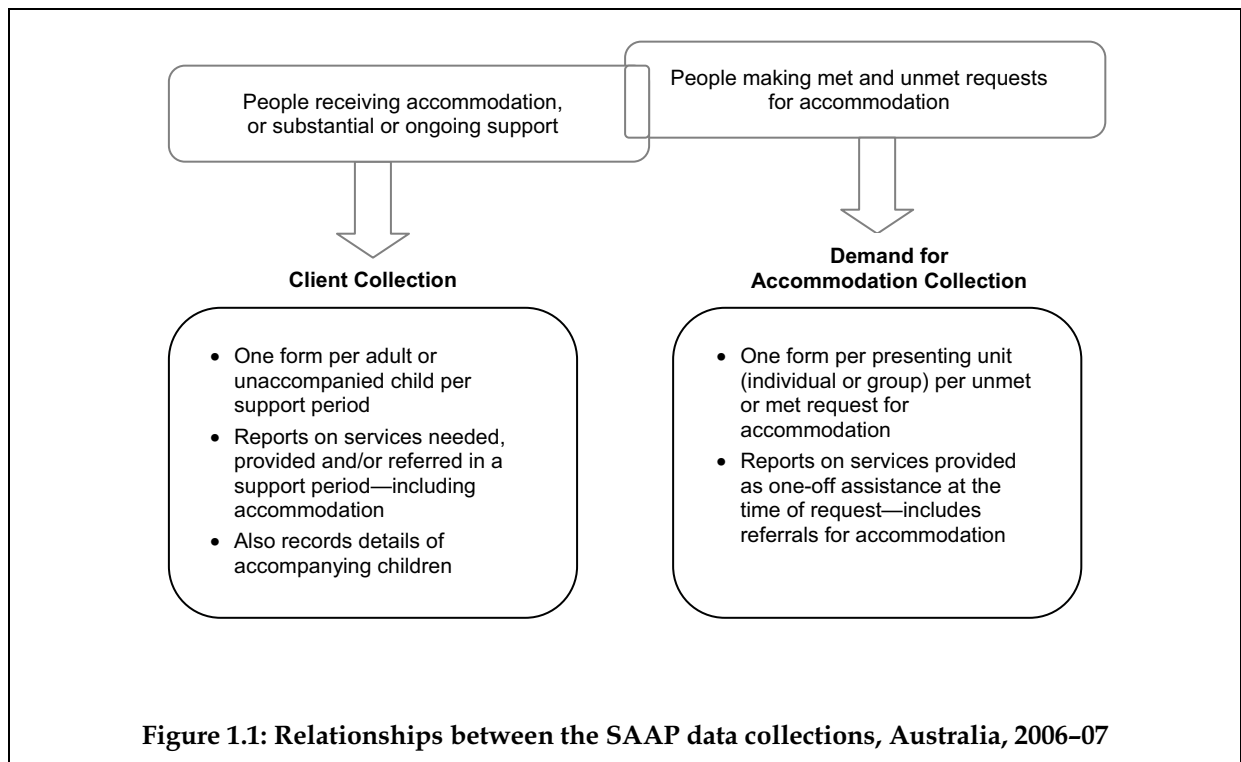 People receiving accommodation,
or substantial or ongoing support
People making met and unmet requests
for accommodation
Client Collection
• One form per adult or
unaccompanied child per
support period
• Reports on services needed,
provided and/or referred in a
support period—including
accommodation
• Also records details of
accompanying children
Demand for
Accommodation Collection
• One form per presenting unit
(individual or group) per unmet
or met request for
accommodation
• Reports on services provided
as one-off assistance at the
time of request—includes
referrals for accommodation
Figure 1.1: Relationships between the SAAP data collections, Australia, 2006–07